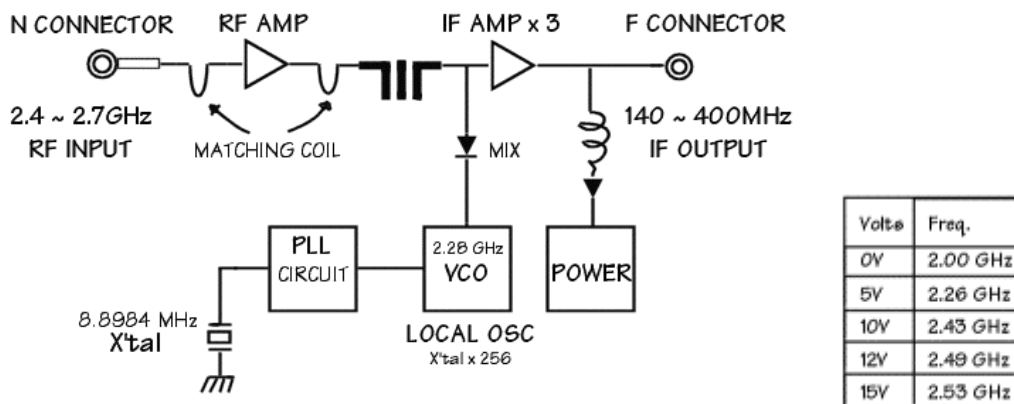 N CONNECTOR
RF AMP
IF AMP x 3
F CONNECTOR
2.4 ~ 2.7GHz
RF INPUT
MATCHING COIL
MIX
140 ~ 400MHz
IF OUTPUT
PLL
CIRCUIT
2.28 GHz
VCO
POWER
8.8984 MHz
X'tal
LOCAL OSC
X'tal x 256
Volts Freq.
0V 2.00 GHz
5V 2.26 GHz
10V 2.43 GHz
12V 2.49 GHz
15V 2.53 GHz